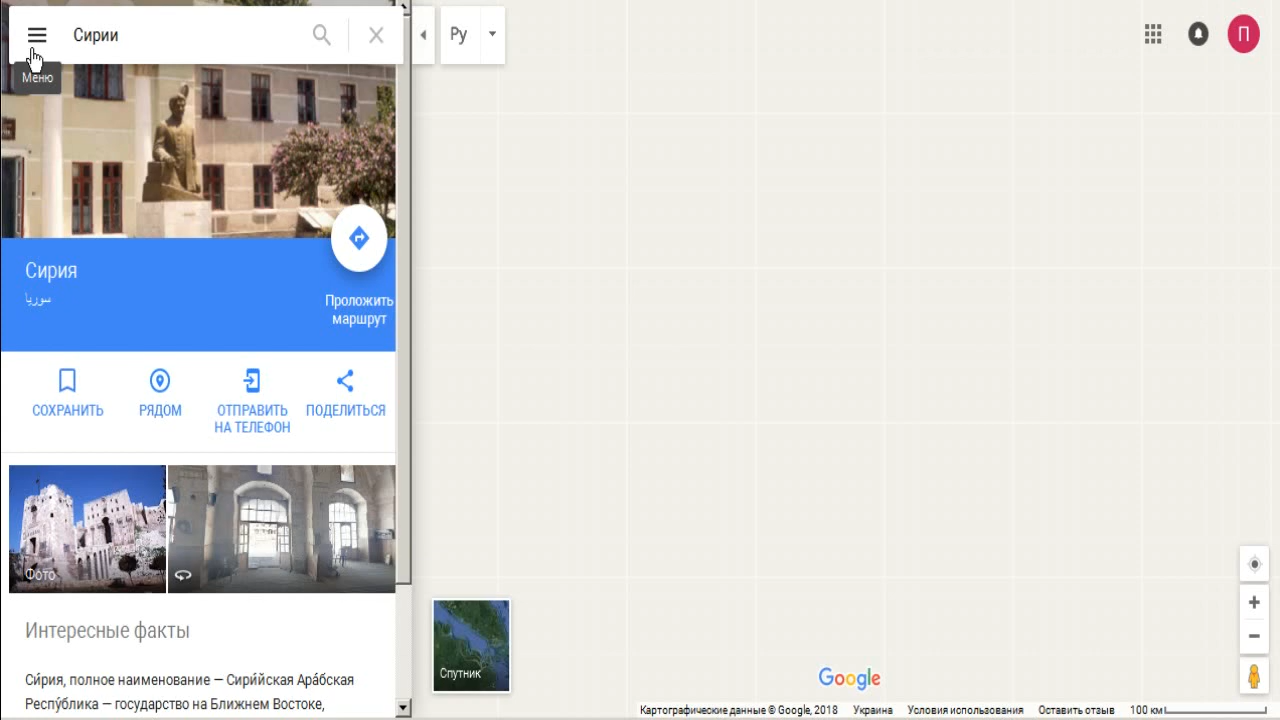 Сирии
Ру
П
Меню
Сирия
سوريا
Проложить
маршрут
СОХРАНИТЬ
РЯДОМ
ОТПРАВИТЬ
НА ТЕЛЕФОН
ПОДЕЛИТЬСЯ
Фото
Интересные факты
Си́рия, полное наименование — Сири́йская Ара́бская
Респу́блика — государство на Ближнем Востоке,
Спутник
Google
Картографические данные © Google, 2018 Украина Условия использования Оставить отзыв 100 км